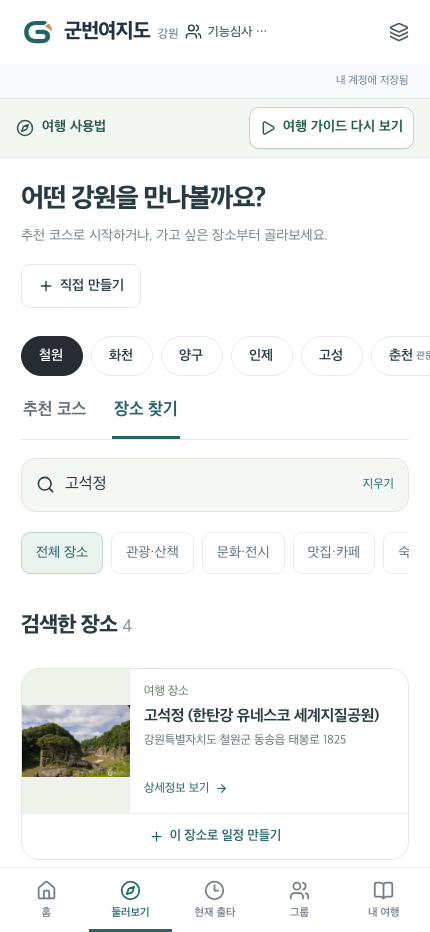 군번여지도 강원 기능심사 ...
내 계정에 저장됨
여행 사용법
여행 가이드 다시 보기
어떤 강원을 만나볼까요?
추천 코스로 시작하거나, 가고 싶은 장소부터 골라보세요.
직접 만들기
철원 화천 양구 인제 고성 춘천
추천 코스 장소 찾기
고석정 지우기
전체 장소 관광·산책 문화·전시 맛집·카페 숙
검색한 장소 4
여행 장소
고석정 (한탄강 유네스코 세계지질공원)
강원특별자치도 철원군 동송읍 태봉로 1825
상세정보 보기
이 장소로 일정 만들기
홈 둘러보기 현재 출타 그룹 내 여행